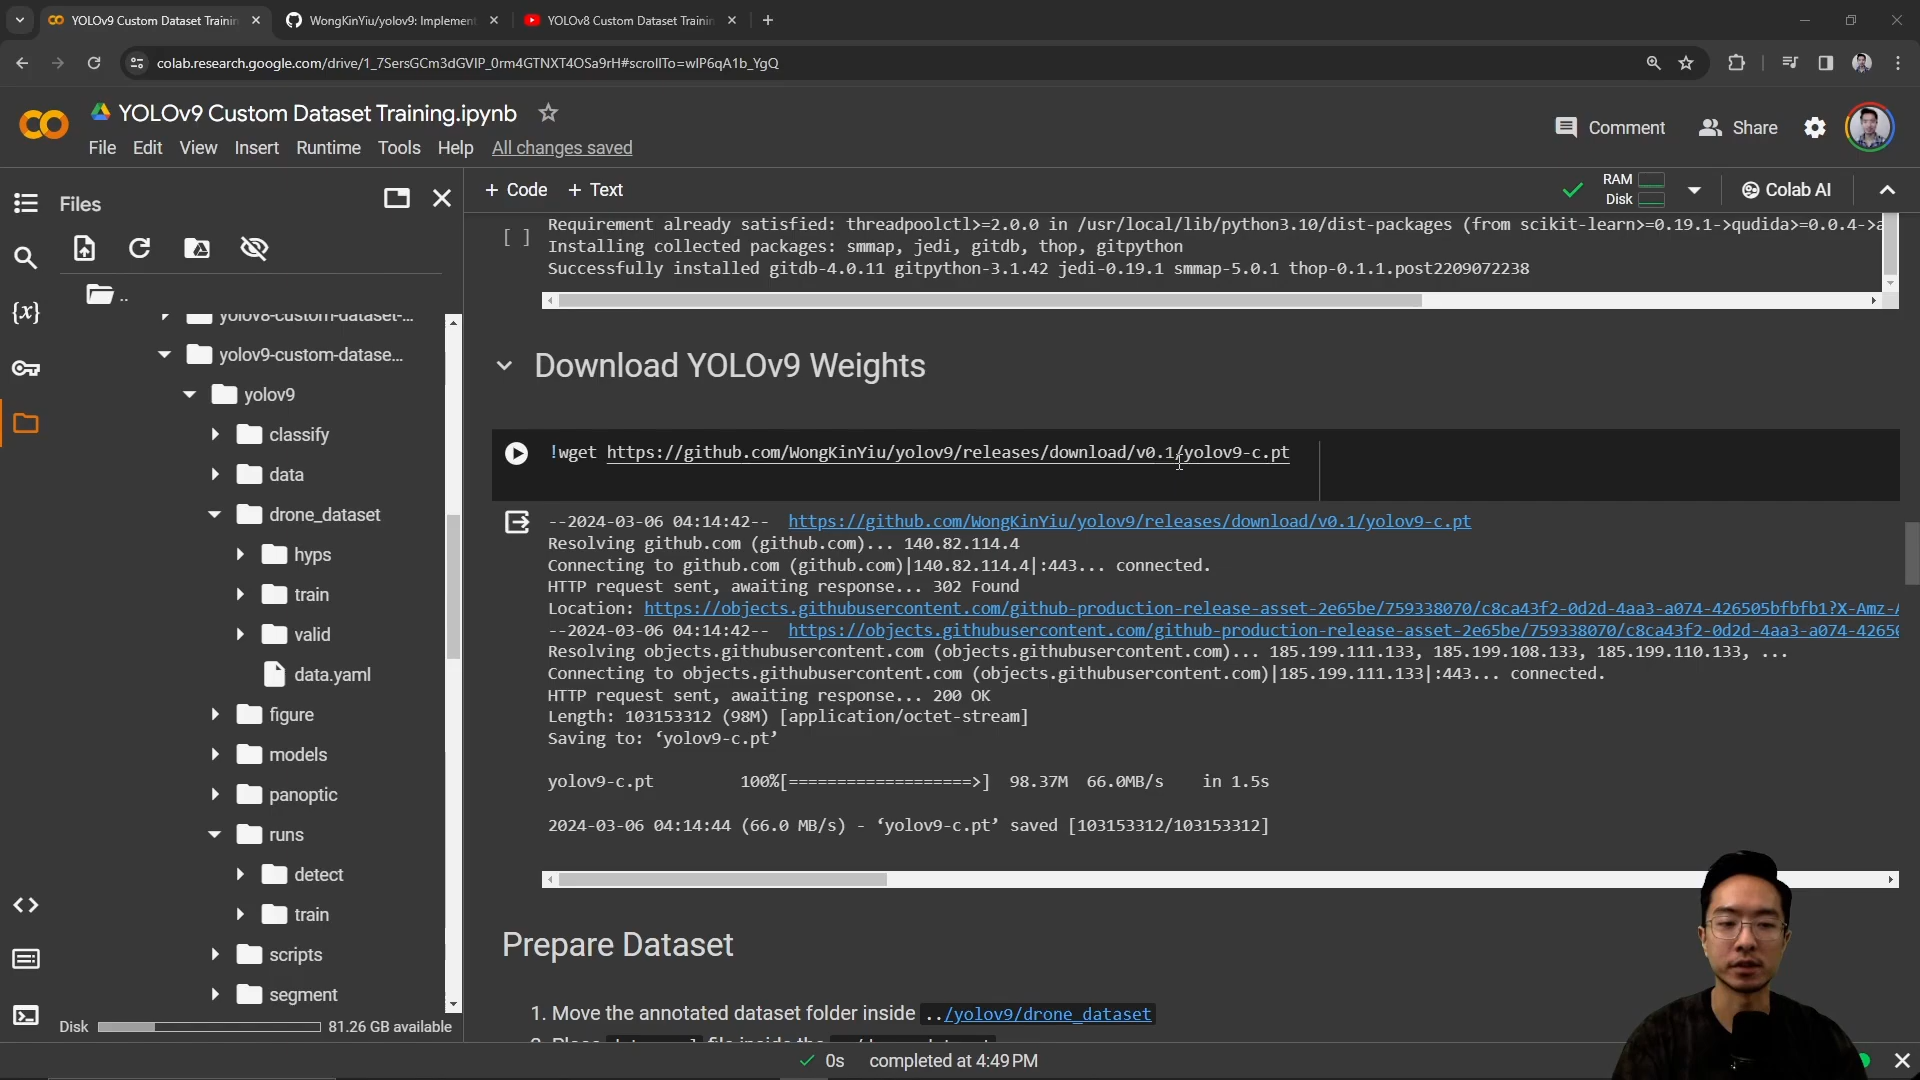 YOLOv9 Custom Dataset Trainin
WongKinYiu/yolov9: Implement
YOLOv8 Custom Dataset Trainin
colab.research.google.com/drive/1_7SersGCm3dGVIP_0rm4GTNXT4OSa9rH#scrollTo=wIP6qA1b_YgQ
YOLOv9 Custom Dataset Training.ipynb
Comment
Share
File Edit View Insert Runtime Tools Help All changes saved
Files
+ Code + Text
RAM
Disk
Colab AI
..
yolov8-custom-dataset-...
yolov9-custom-datase...
yolov9
classify
data
drone_dataset
hyps
train
valid
data.yaml
figure
models
panoptic
runs
detect
train
scripts
segment
Disk 81.26 GB available
[ ]
Requirement already satisfied: threadpoolctl>=2.0.0 in /usr/local/lib/python3.10/dist-packages (from scikit-learn>=0.19.1->qudida>=0.0.4->a
Installing collected packages: smmap, jedi, gitdb, thop, gitpython
Successfully installed gitdb-4.0.11 gitpython-3.1.42 jedi-0.19.1 smmap-5.0.1 thop-0.1.1.post2209072238
Download YOLOv9 Weights
!wget https://github.com/WongKinYiu/yolov9/releases/download/v0.1/yolov9-c.pt
--2024-03-06 04:14:42-- https://github.com/WongKinYiu/yolov9/releases/download/v0.1/yolov9-c.pt
Resolving github.com (github.com)... 140.82.114.4
Connecting to github.com (github.com)|140.82.114.4|:443... connected.
HTTP request sent, awaiting response... 302 Found
Location: https://objects.githubusercontent.com/github-production-release-asset-2e65be/759338070/c8ca43f2-0d2d-4aa3-a074-426505bfbfb1?X-Amz-A
--2024-03-06 04:14:42-- https://objects.githubusercontent.com/github-production-release-asset-2e65be/759338070/c8ca43f2-0d2d-4aa3-a074-42650
Resolving objects.githubusercontent.com (objects.githubusercontent.com)... 185.199.111.133, 185.199.108.133, 185.199.110.133, ...
Connecting to objects.githubusercontent.com (objects.githubusercontent.com)|185.199.111.133|:443... connected.
HTTP request sent, awaiting response... 200 OK
Length: 103153312 (98M) [application/octet-stream]
Saving to: ‘yolov9-c.pt’
yolov9-c.pt 100%[===================>] 98.37M 66.0MB/s in 1.5s
2024-03-06 04:14:44 (66.0 MB/s) - ‘yolov9-c.pt’ saved [103153312/103153312]
Prepare Dataset
1. Move the annotated dataset folder inside ../yolov9/drone_dataset
0s completed at 4:49 PM